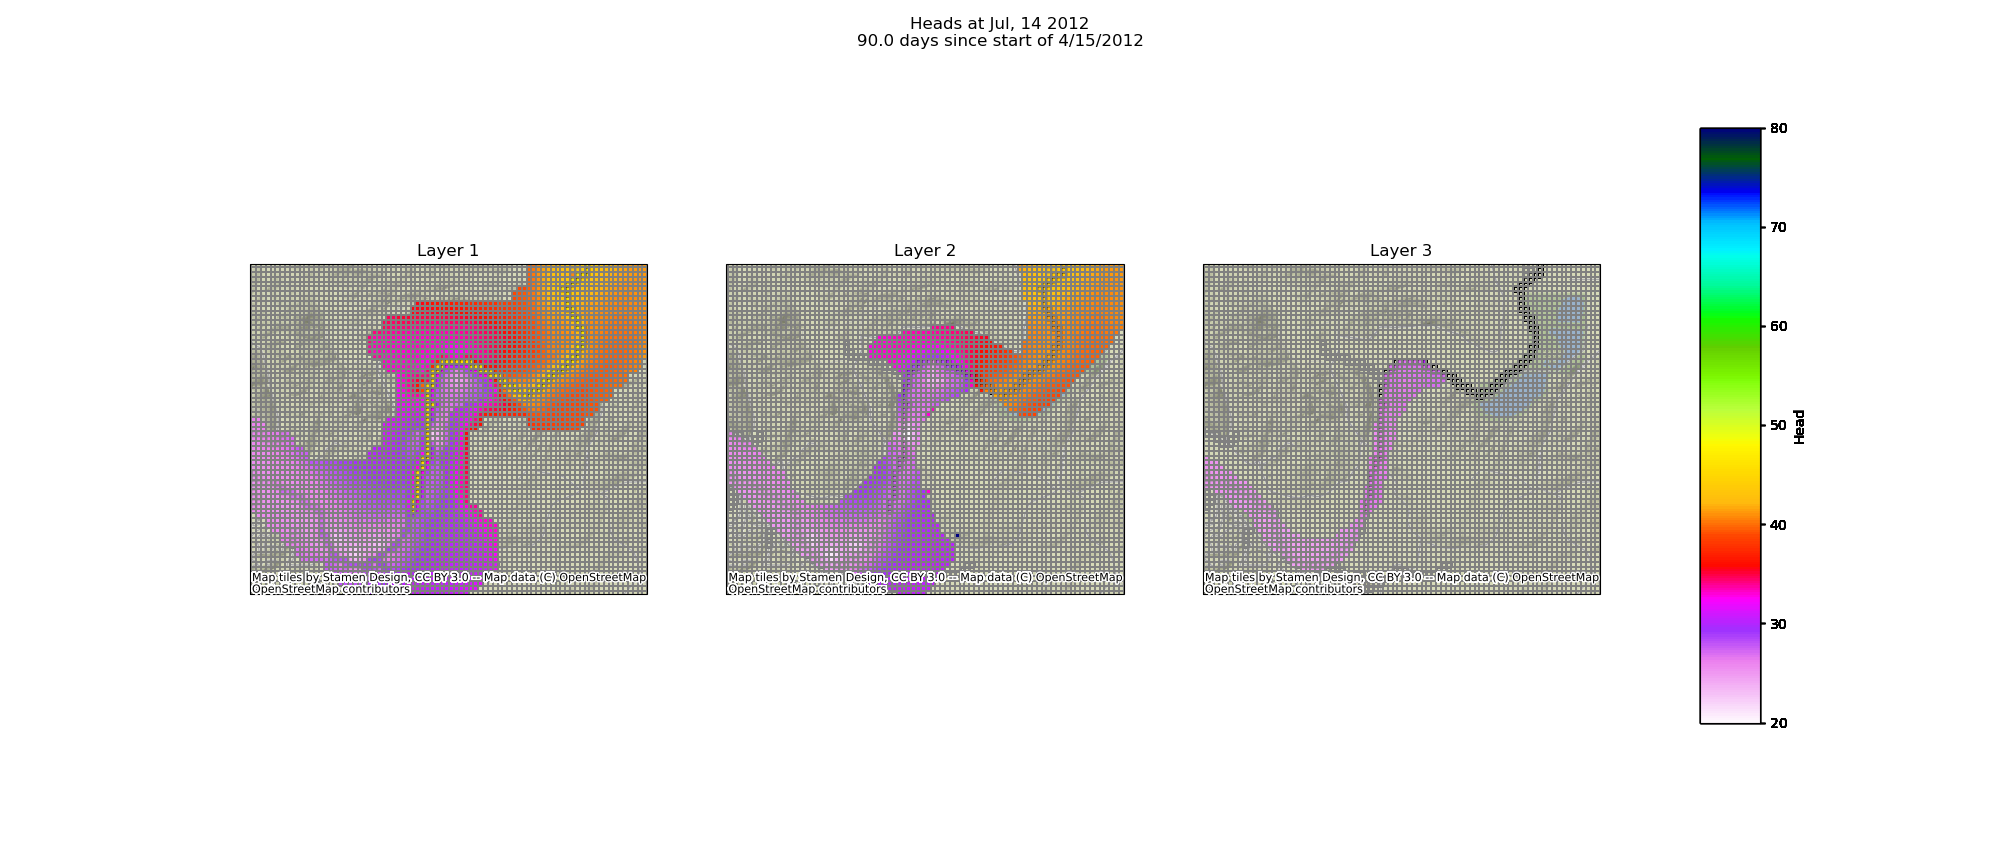 Heads at Jul, 14 2012
90.0 days since start of 4/15/2012
Layer 1
Layer 2
Layer 3
Map tiles by Stamen Design, CC BY 3.0 -- Map data (C) OpenStreetMap
OpenStreetMap contributors
Map tiles by Stamen Design, CC BY 3.0 -- Map data (C) OpenStreetMap
OpenStreetMap contributors
Map tiles by Stamen Design, CC BY 3.0 -- Map data (C) OpenStreetMap
OpenStreetMap contributors
80
70
60
50
40
30
20
Head